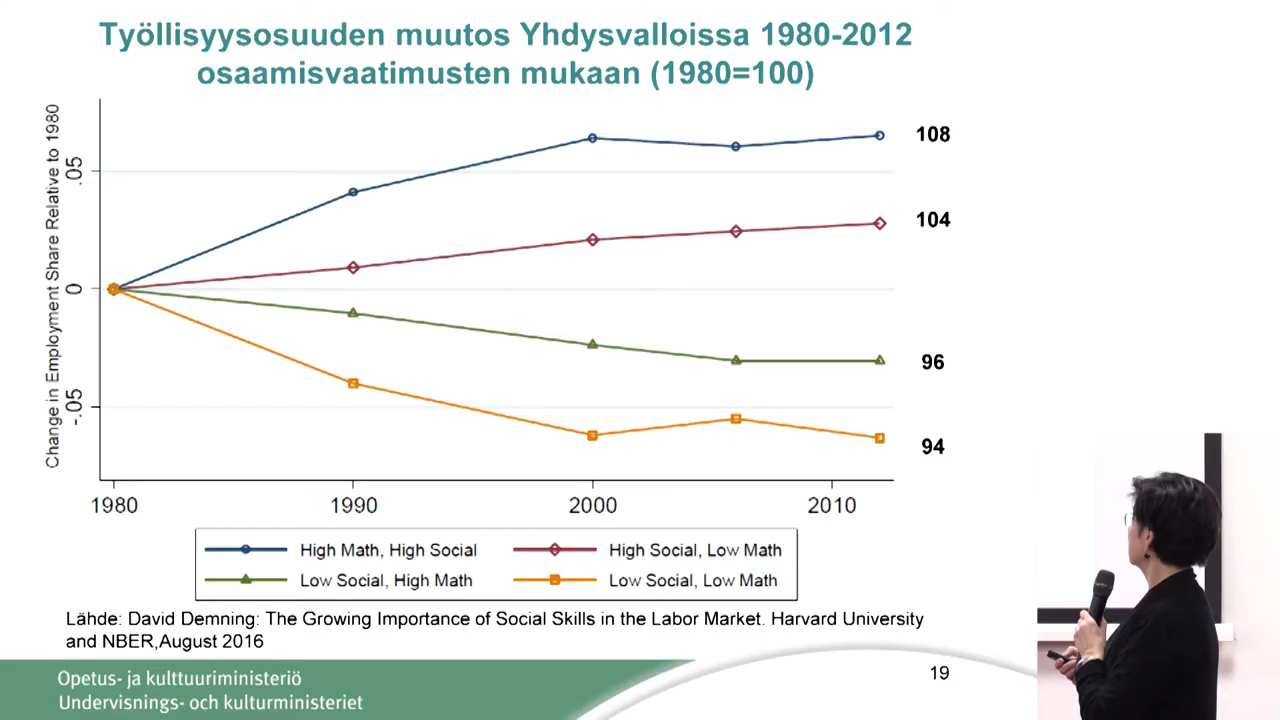 Työllisyysosuuden muutos Yhdysvalloissa 1980-2012
osaamisvaatimusten mukaan (1980=100)
Change in Employment Share Relative to 1980
.05
0
-.05
108
104
96
94
1980 1990 2000 2010
High Math, High Social High Social, Low Math
Low Social, High Math Low Social, Low Math
Lähde: David Demning: The Growing Importance of Social Skills in the Labor Market. Harvard University
and NBER,August 2016
Opetus- ja kulttuuriministeriö
Undervisnings- och kulturministeriet
19